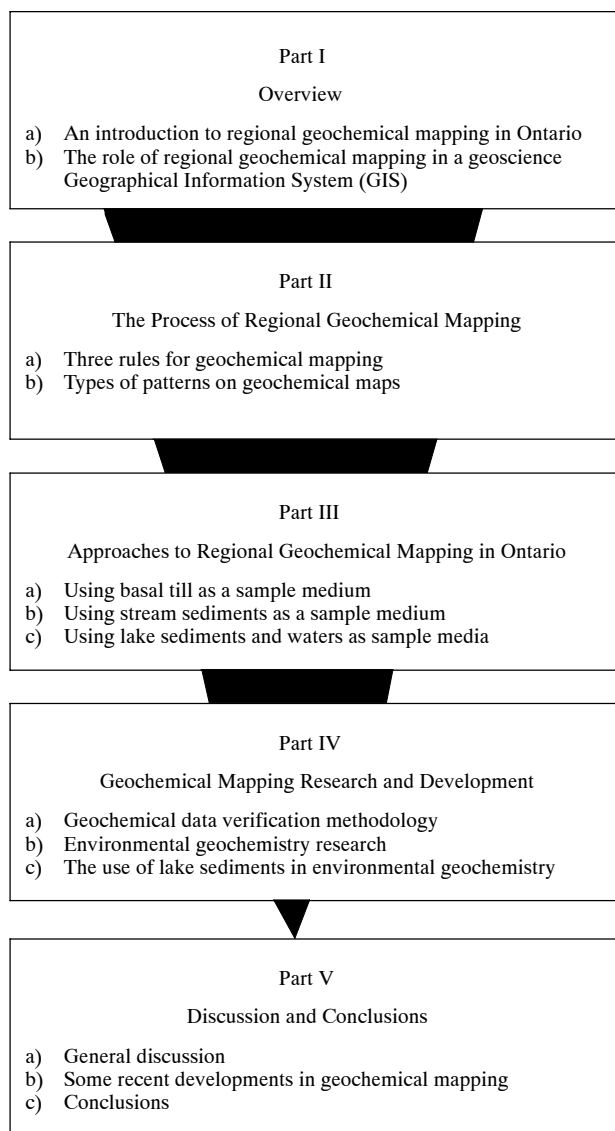 Part I
Overview
a) An introduction to regional geochemical mapping in Ontario
b) The role of regional geochemical mapping in a geoscience
Geographical Information System (GIS)
Part II
The Process of Regional Geochemical Mapping
a) Three rules for geochemical mapping
b) Types of patterns on geochemical maps
Part III
Approaches to Regional Geochemical Mapping in Ontario
a) Using basal till as a sample medium
b) Using stream sediments as a sample medium
c) Using lake sediments and waters as sample media
Part IV
Geochemical Mapping Research and Development
a) Geochemical data verification methodology
b) Environmental geochemistry research
c) The use of lake sediments in environmental geochemistry
Part V
Discussion and Conclusions
a) General discussion
b) Some recent developments in geochemical mapping
c) Conclusions